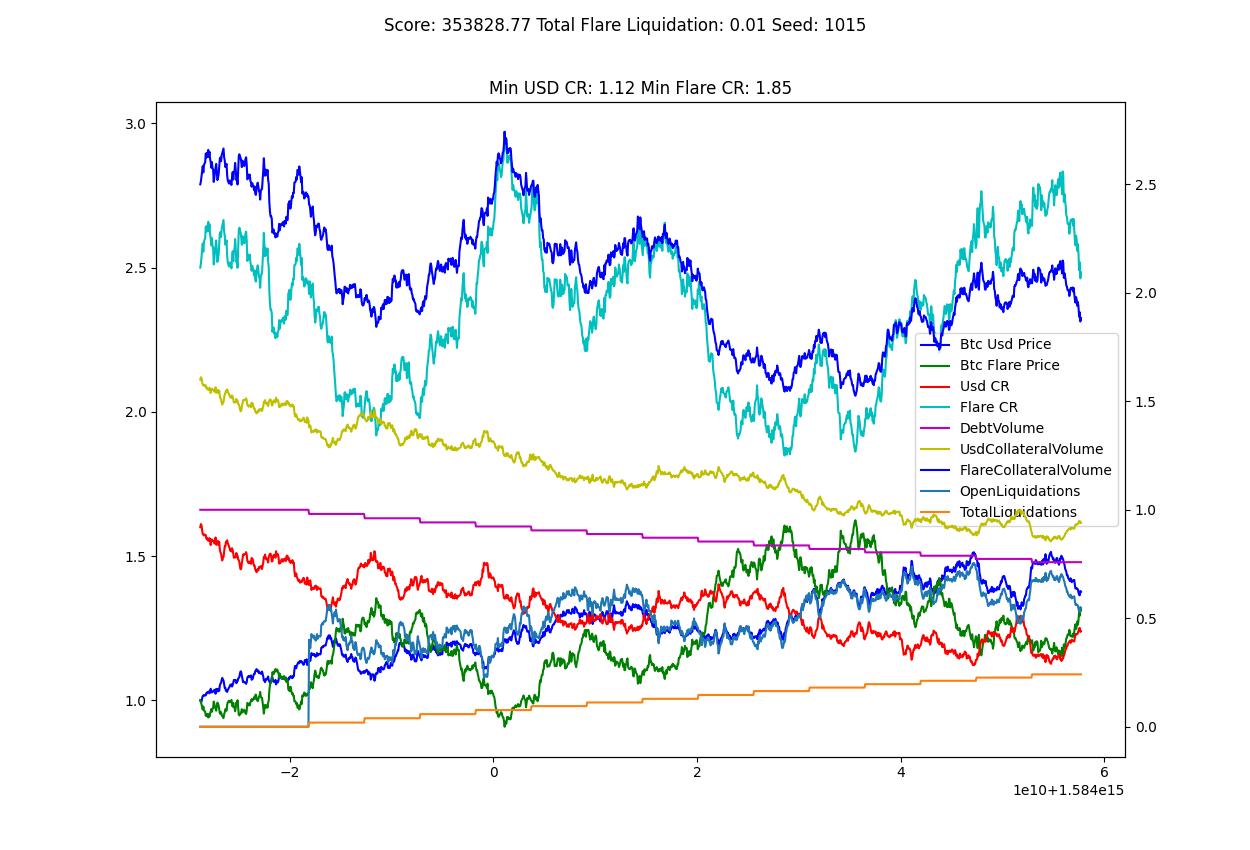 Score: 353828.77 Total Flare Liquidation: 0.01 Seed: 1015
Min USD CR: 1.12 Min Flare CR: 1.85
3.0
2.5
2.0
1.5
1.0
2.5
2.0
1.5
1.0
0.5
0.0
Btc Usd Price
Btc Flare Price
Usd CR
Flare CR
DebtVolume
UsdCollateralVolume
FlareCollateralVolume
OpenLiquidations
TotalLiquidations
−2 0 2 4 6
1e10+1.584e15